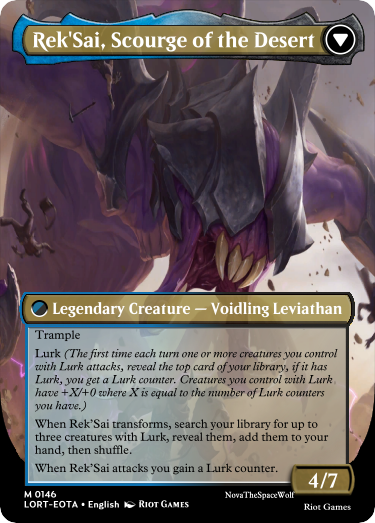 Rek'Sai, Scourge of the Desert
Legendary Creature — Voidling Leviathan
Trample
Lurk (The first time each turn one or more creatures you control
with Lurk attacks, reveal the top card of your library, if it has
Lurk, you get a Lurk counter. Creatures you control with Lurk
have +X/+0 where X is equal to the number of Lurk counters
you have.)
When Rek'Sai transforms, search your library for up to
three creatures with Lurk, reveal them, add them to your
hand, then shuffle.
When Rek'Sai attacks you gain a Lurk counter.
4/7
M 0146
NovaTheSpaceWolf
LORT-EOTA • English Riot Games
Riot Games